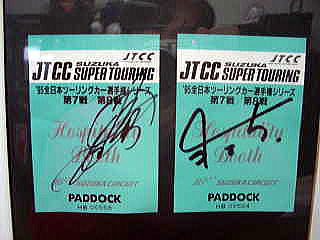 JTCC
JTCC SUZUKA
SUPER TOURING
'95全日本ツーリングカー選手権シリーズ
第7戦 第8戦
Hospitality
Booth
SUZUKA CIRCUIT
PADDOCK
JTCC
JTCC SUZUKA
SUPER TOURING
'95全日本ツーリングカー選手権シリーズ
第7戦 第8戦
Hospitality
Booth
SUZUKA CIRCUIT
PADDOCK